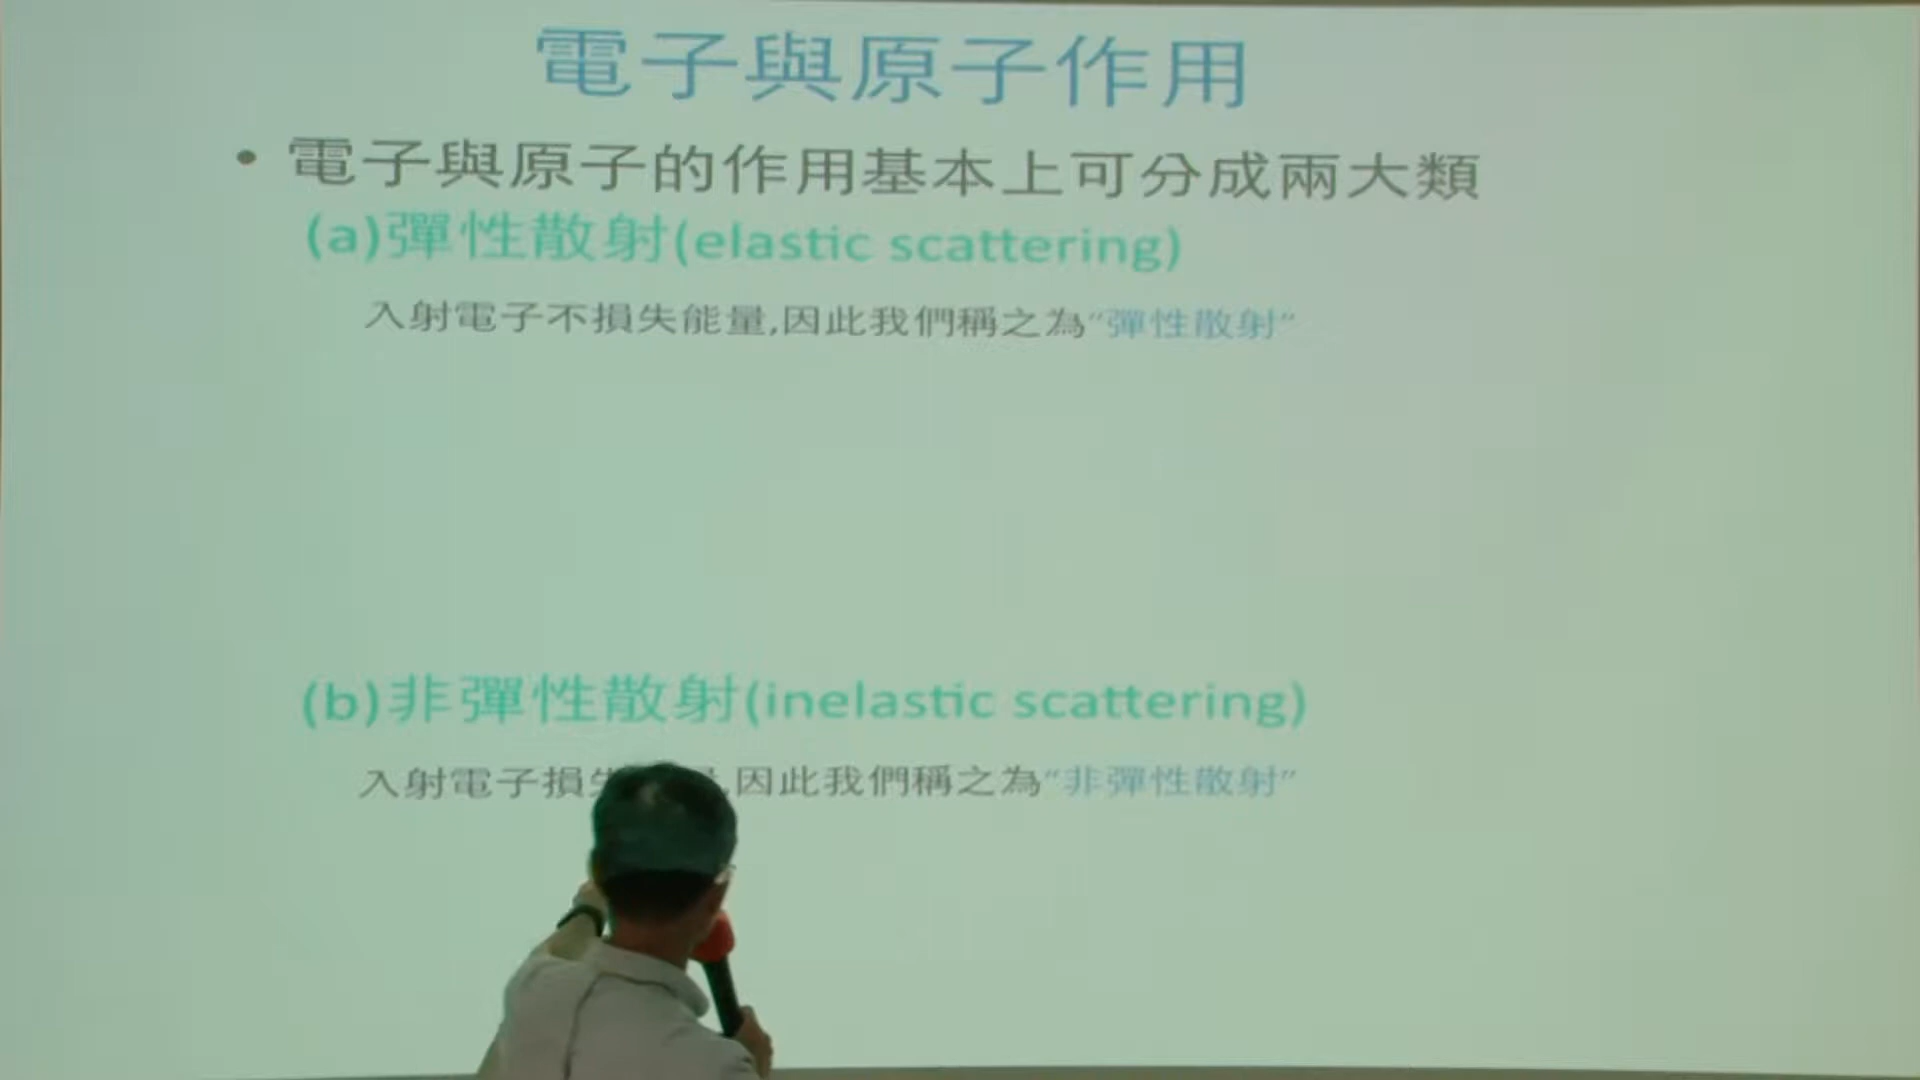 電子與原子作用
• 電子與原子的作用基本上可分成兩大類
(a)彈性散射(elastic scattering)
入射電子不損失能量,因此我們稱之為“彈性散射”
(b)非彈性散射(inelastic scattering)
入射電子損 ,因此我們稱之為“非彈性散射”